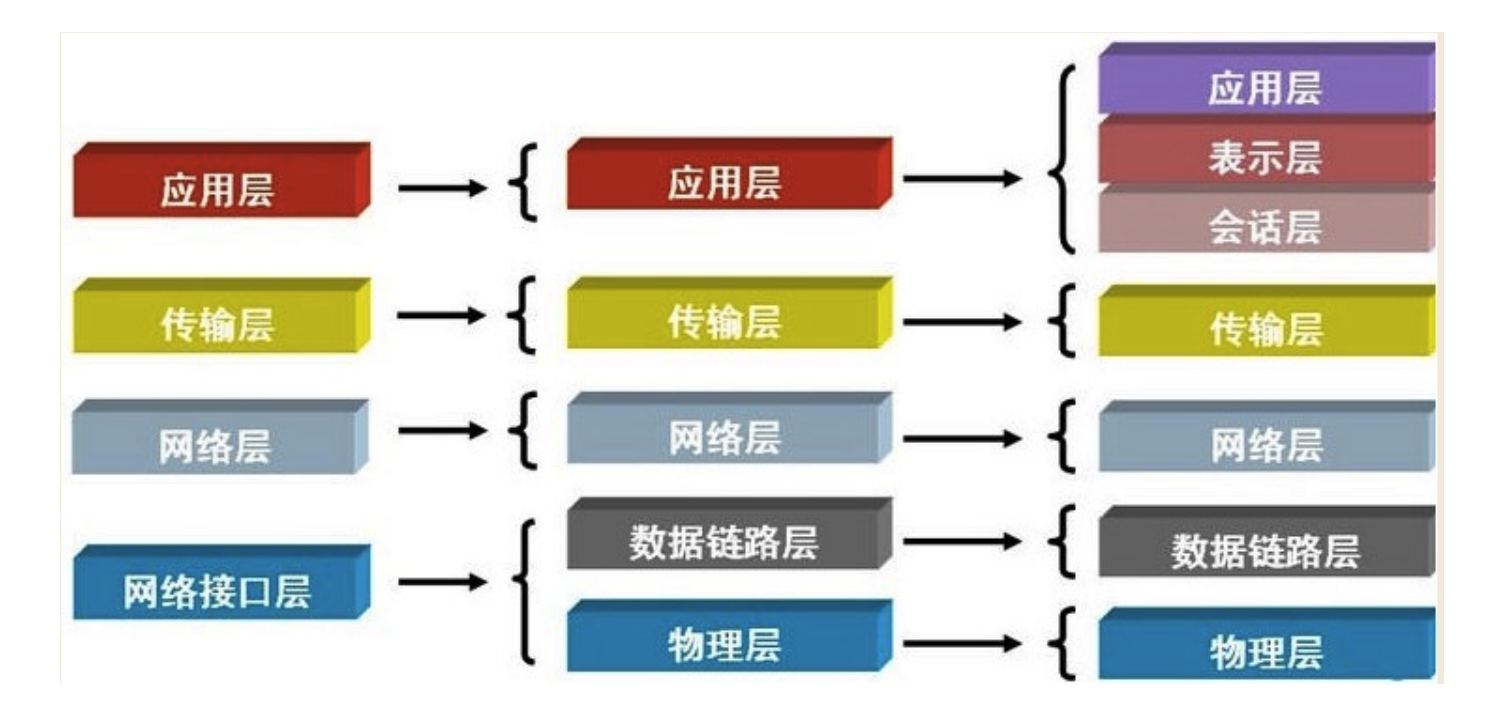 应用层
传输层
网络层
网络接口层
应用层
传输层
网络层
数据链路层
物理层
应用层
表示层
会话层
传输层
网络层
数据链路层
物理层